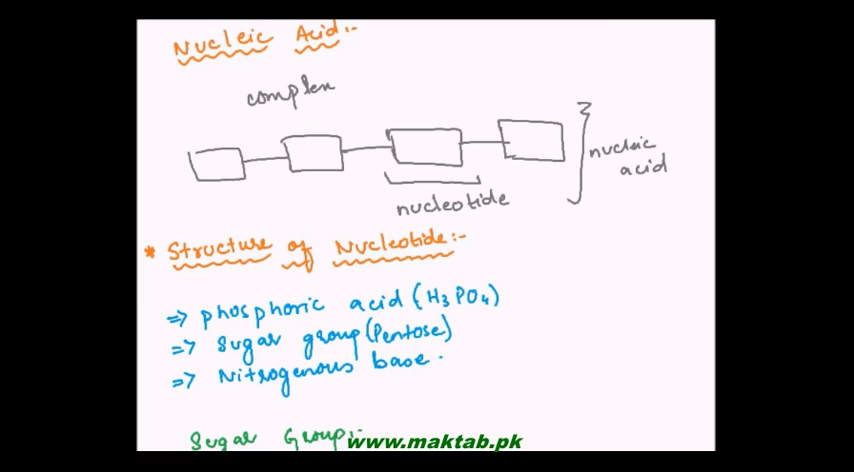 Nucleic Acid:-
complex
nucleic
acid
nucleotide
* Structure of Nucleotide:-
=> phosphoric acid (H3PO4)
=> Sugar group (Pentose)
=> Nitrogenous base.
Sugar Group:-
www.maktab.pk